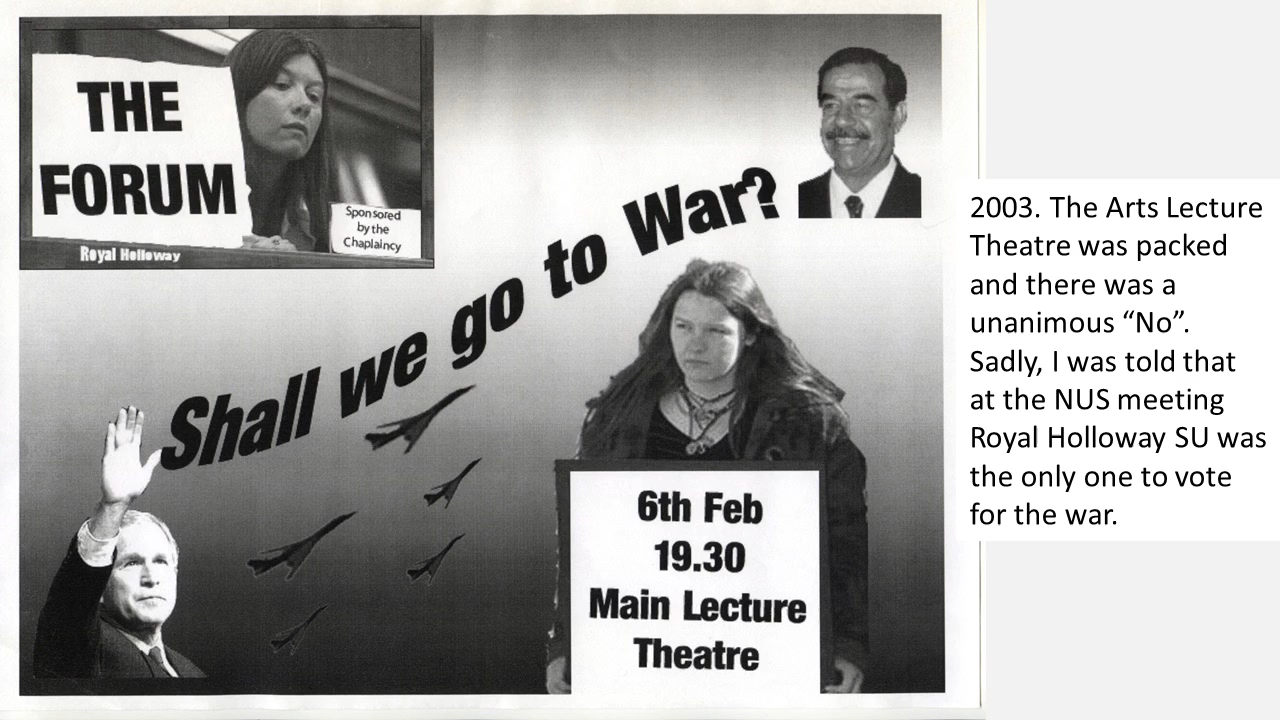 THE
FORUM
Sponsored
by the
Chaplaincy
Royal Holloway
Shall we go to War?
6th Feb
19.30
Main Lecture
Theatre
2003. The Arts Lecture
Theatre was packed
and there was a
unanimous “No”.
Sadly, I was told that
at the NUS meeting
Royal Holloway SU was
the only one to vote
for the war.